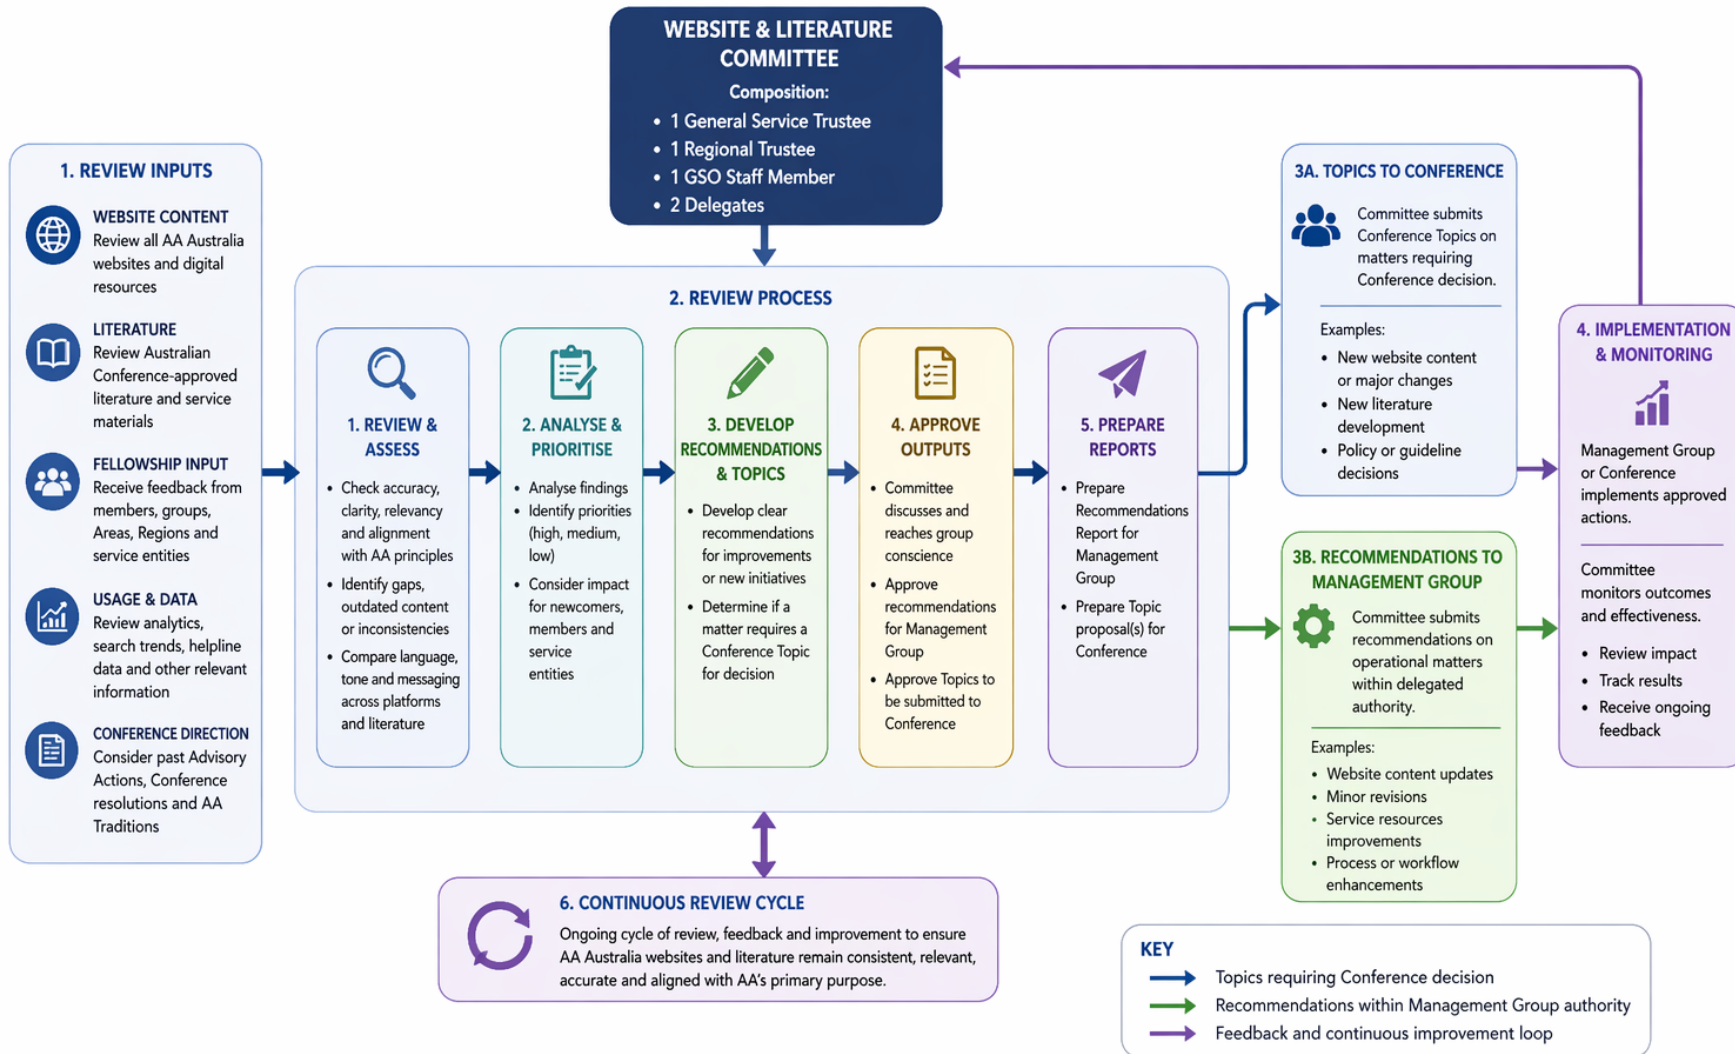 WEBSITE & LITERATURE
COMMITTEE
Composition:
• 1 General Service Trustee
• 1 Regional Trustee
• 1 GSO Staff Member
• 2 Delegates
1. REVIEW INPUTS
WEBSITE CONTENT
Review all AA Australia
websites and digital
resources
LITERATURE
Review Australian
Conference-approved
literature and service
materials
FELLOWSHIP INPUT
Receive feedback from
members, groups,
Areas, Regions and
service entities
USAGE & DATA
Review analytics,
search trends, helpline
data and other relevant
information
CONFERENCE DIRECTION
Consider past Advisory
Actions, Conference
resolutions and AA
Traditions
2. REVIEW PROCESS
1. REVIEW &
ASSESS
• Check accuracy,
clarity, relevancy
and alignment
with AA principles
• Identify gaps,
outdated content
or inconsistencies
• Compare language,
tone and messaging
across platforms
and literature
2. ANALYSE &
PRIORITISE
• Analyse findings
• Identify priorities
(high, medium,
low)
• Consider impact
for newcomers,
members and
service
entities
3. DEVELOP
RECOMMENDATIONS
& TOPICS
• Develop clear
recommendations
for improvements
or new initiatives
• Determine if a
matter requires a
Conference Topic
for decision
4. APPROVE
OUTPUTS
• Committee
discusses and
reaches group
conscience
• Approve
recommendations
for Management
Group
• Approve Topics to
be submitted to
Conference
5. PREPARE
REPORTS
• Prepare
Recommendations
Report for
Management
Group
• Prepare Topic
proposal(s) for
Conference
3A. TOPICS TO CONFERENCE
Committee submits
Conference Topics on
matters requiring
Conference decision.
Examples:
• New website content
or major changes
• New literature
development
• Policy or guideline
decisions
3B. RECOMMENDATIONS TO
MANAGEMENT GROUP
Committee submits
recommendations on
operational matters
within delegated
authority.
Examples:
• Website content updates
• Minor revisions
• Service resources
improvements
• Process or workflow
enhancements
4. IMPLEMENTATION
& MONITORING
Management Group
or Conference
implements approved
actions.
Committee
monitors outcomes
and effectiveness.
• Review impact
• Track results
• Receive ongoing
feedback
6. CONTINUOUS REVIEW CYCLE
Ongoing cycle of review, feedback and improvement to ensure
AA Australia websites and literature remain consistent, relevant,
accurate and aligned with AA's primary purpose.
KEY
Topics requiring Conference decision
Recommendations within Management Group authority
Feedback and continuous improvement loop